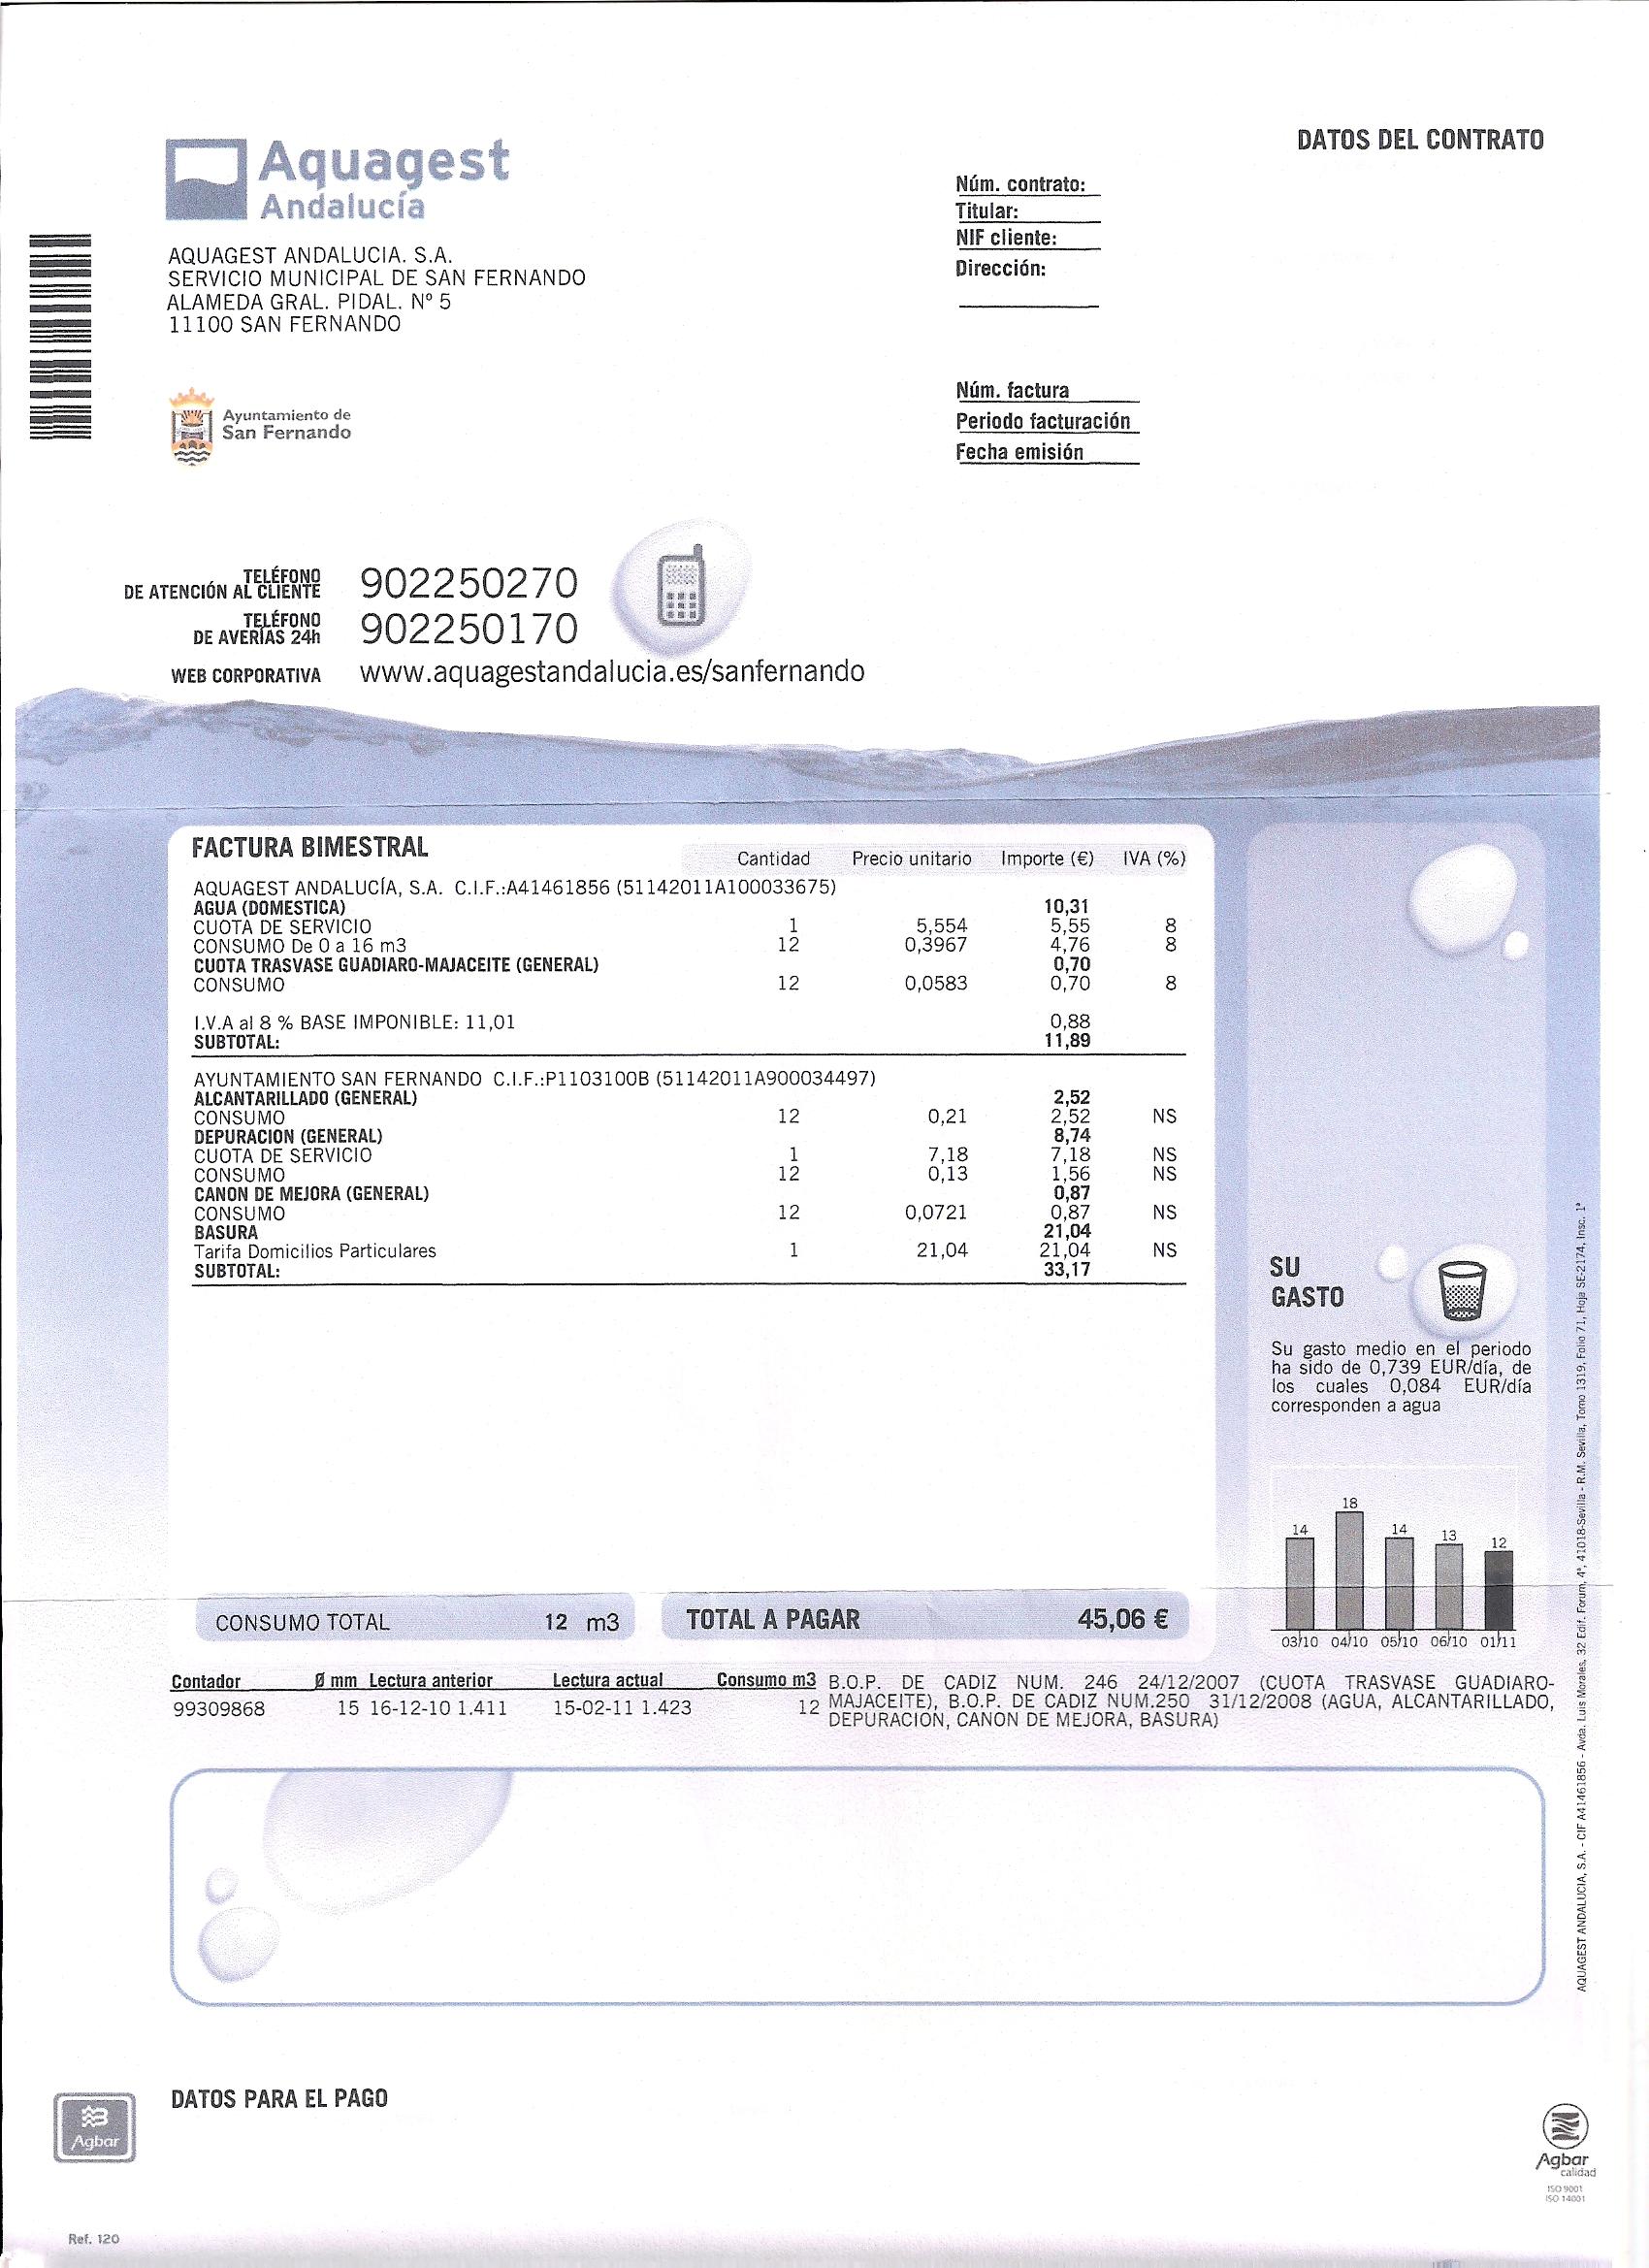 DATOS DEL CONTRATO
Aquagest
Andalucía
AQUAGEST ANDALUCIA. S.A.
SERVICIO MUNICIPAL DE SAN FERNANDO
ALAMEDA GRAL. PIDAL. Nº 5
11100 SAN FERNANDO
Núm. contrato:
Titular:
NIF cliente:
Dirección:
Ayuntamiento de
San Fernando
Núm. factura
Periodo facturación
Fecha emisión
TELÉFONO
DE ATENCIÓN AL CLIENTE 902250270
TELÉFONO
DE AVERÍAS 24h 902250170
WEB CORPORATIVA www.aquagestandalucia.es/sanfernando
FACTURA BIMESTRAL
Cantidad Precio unitario Importe (€) IVA (%)
AQUAGEST ANDALUCÍA, S.A. C.I.F.:A41461856 (51142011A100033675)
AGUA (DOMESTICA) 10,31
CUOTA DE SERVICIO 1 5,554 5,55 8
CONSUMO De 0 a 16 m3 12 0,3967 4,76 8
CUOTA TRASVASE GUADIARO-MAJACEITE (GENERAL) 0,70
CONSUMO 12 0,0583 0,70 8
I.V.A al 8 % BASE IMPONIBLE: 11,01 0,88
SUBTOTAL: 11,89
AYUNTAMIENTO SAN FERNANDO C.I.F.:P1103100B (51142011A900034497)
ALCANTARILLADO (GENERAL) 2,52
CONSUMO 12 0,21 2,52 NS
DEPURACION (GENERAL) 8,74
CUOTA DE SERVICIO 1 7,18 7,18 NS
CONSUMO 12 0,13 1,56 NS
CANON DE MEJORA (GENERAL) 0,87
CONSUMO 12 0,0721 0,87 NS
BASURA 21,04
Tarifa Domicilios Particulares 1 21,04 21,04 NS
SUBTOTAL: 33,17
SU
GASTO
Su gasto medio en el periodo
ha sido de 0,739 EUR/día, de
los cuales 0,084 EUR/día
corresponden a agua
14 18 14 13 12
03/10 04/10 05/10 06/10 01/11
CONSUMO TOTAL 12 m3
TOTAL A PAGAR 45,06 €
Contador Ø mm Lectura anterior Lectura actual Consumo m3
99309868 15 16-12-10 1.411 15-02-11 1.423 12
B.O.P. DE CADIZ NUM. 246 24/12/2007 (CUOTA TRASVASE GUADIARO-
MAJACEITE), B.O.P. DE CADIZ NUM.250 31/12/2008 (AGUA, ALCANTARILLADO,
DEPURACION, CANON DE MEJORA, BASURA)
AQUAGEST ANDALUCIA, S.A. - CIF A41461856 - Avda. Luis Morales, 32 Edif. Forum, 4ª, 41018-Sevilla - R.M. Sevilla, Tomo 1319, Folio 71, Hoja SE-2174, Insc. 1ª
DATOS PARA EL PAGO
Agbar
Agbar
calidad
ISO 9001
ISO 14001
Ref. 120